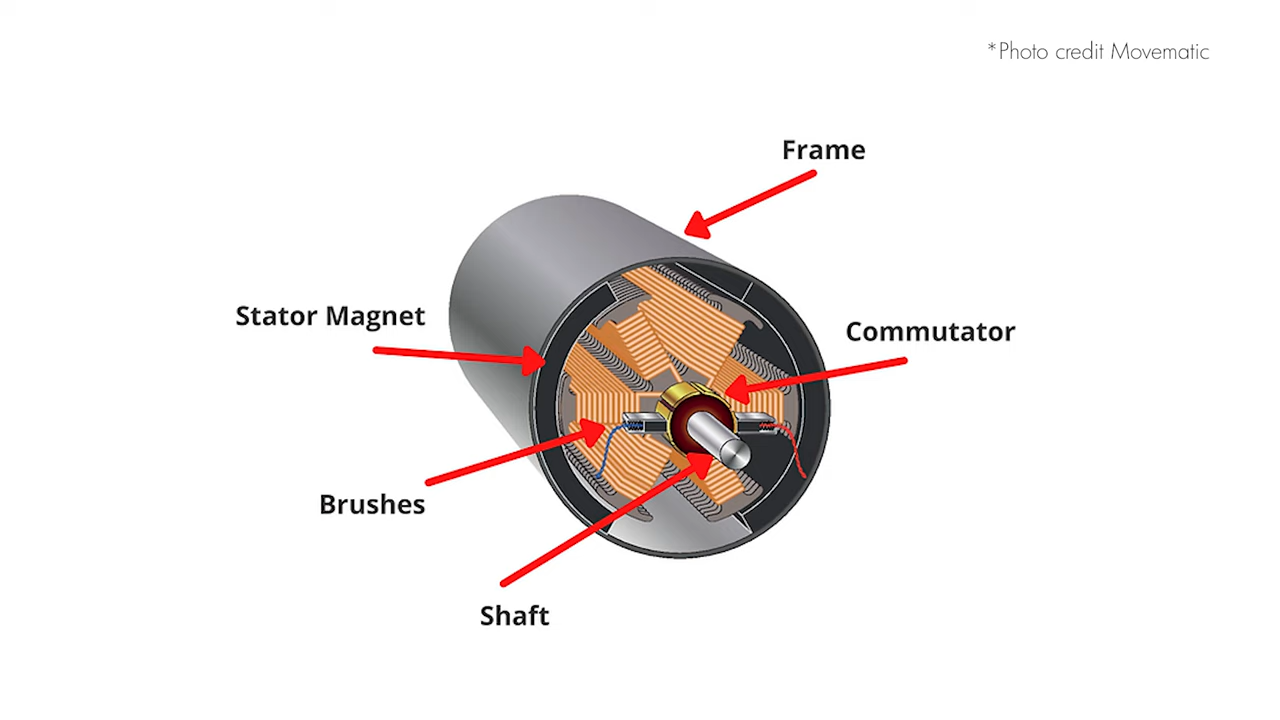 *Photo credit Movematic
Frame
Stator Magnet
Commutator
Brushes
Shaft